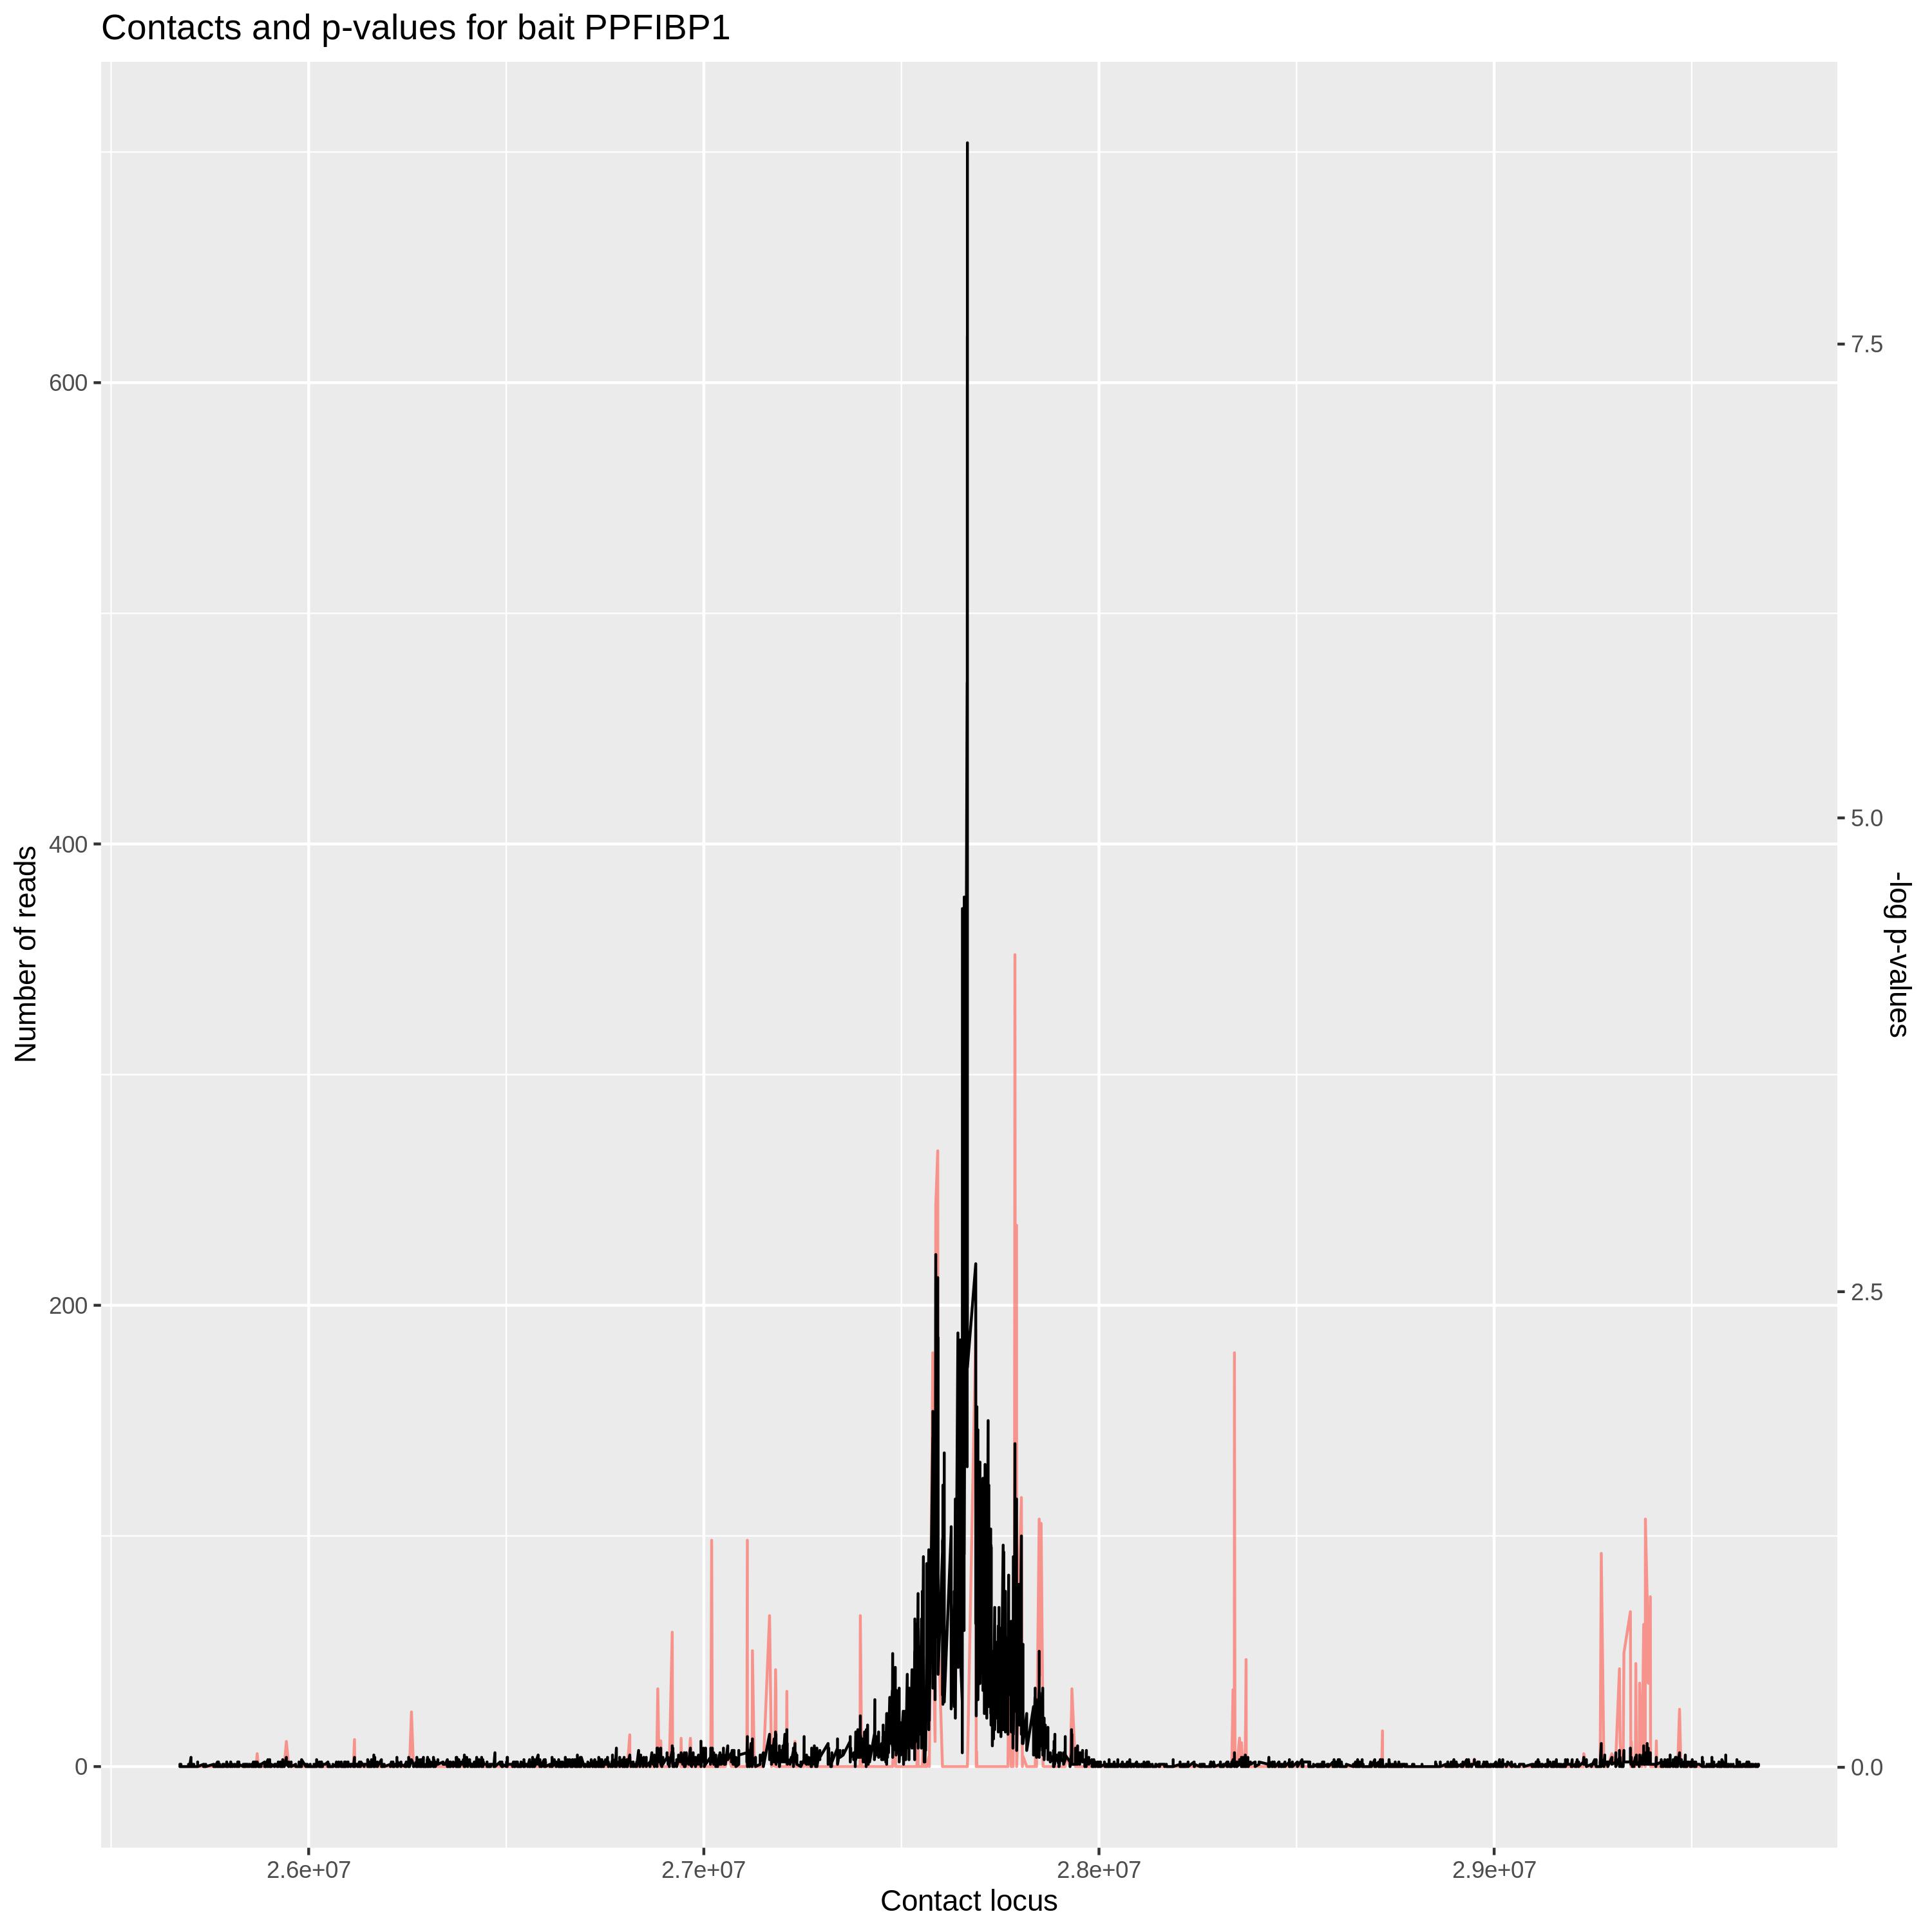 Contacts and p-values for bait PPFIBP1
Number of reads
600
400
200
0
7.5
5.0
2.5
0.0
-log p-values
2.6e+07
2.7e+07
2.8e+07
2.9e+07
Contact locus